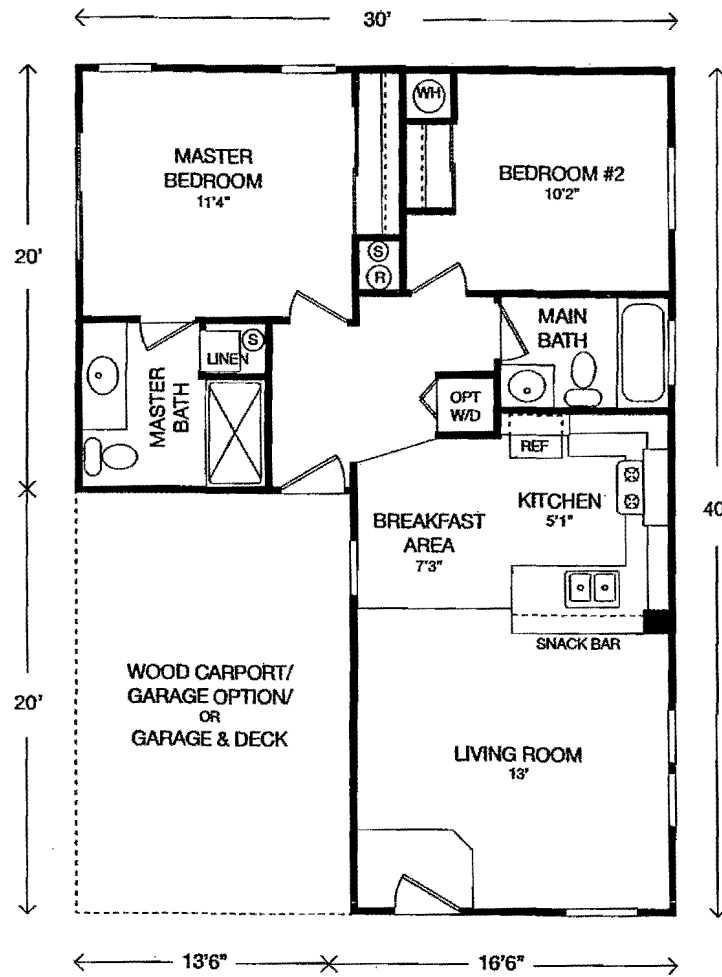 30'
WH
MASTER
BEDROOM
11'4"
BEDROOM #2
10'2"
20'
S
R
MAIN
BATH
S
LINEN
MASTER
BATH
OPT
W/D
REF
KITCHEN
5'1"
40
BREAKFAST
AREA
7'3"
SNACK BAR
WOOD CARPORT/
GARAGE OPTION/
OR
GARAGE & DECK
20'
LIVING ROOM
13'
13'6"
16'6"